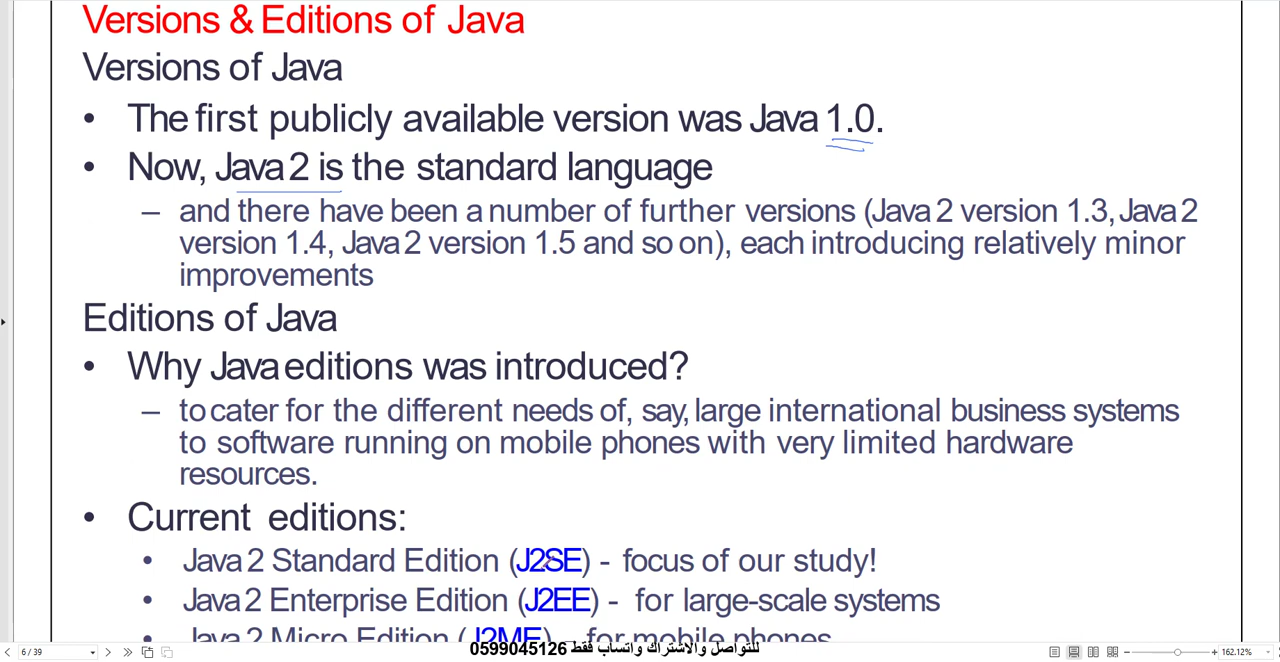 Versions & Editions of Java
Versions of Java
• The first publicly available version was Java 1.0.
• Now, Java 2 is the standard language
– and there have been a number of further versions (Java 2 version 1.3, Java 2
version 1.4, Java 2 version 1.5 and so on), each introducing relatively minor
improvements
Editions of Java
• Why Java editions was introduced?
– to cater for the different needs of, say, large international business systems
to software running on mobile phones with very limited hardware
resources.
• Current editions:
• Java 2 Standard Edition (J2SE) - focus of our study!
• Java 2 Enterprise Edition (J2EE) - for large-scale systems
• Java 2 Micro Edition (J2ME) - for mobile phones
للتواصل والاشتراك واتساب فقط 0599045126
6 / 39
162.12%